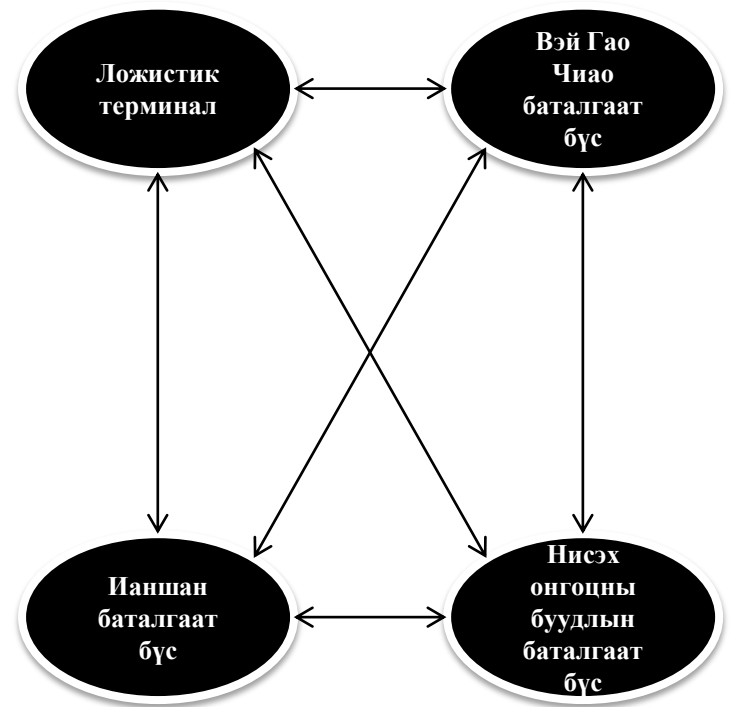 Ложистик
терминал
Вэй Гао
Чиао
баталгаат
бүс
Ианшан
баталгаат
бүс
Нисэх
онгоцны
буудлын
баталгаат
бүс